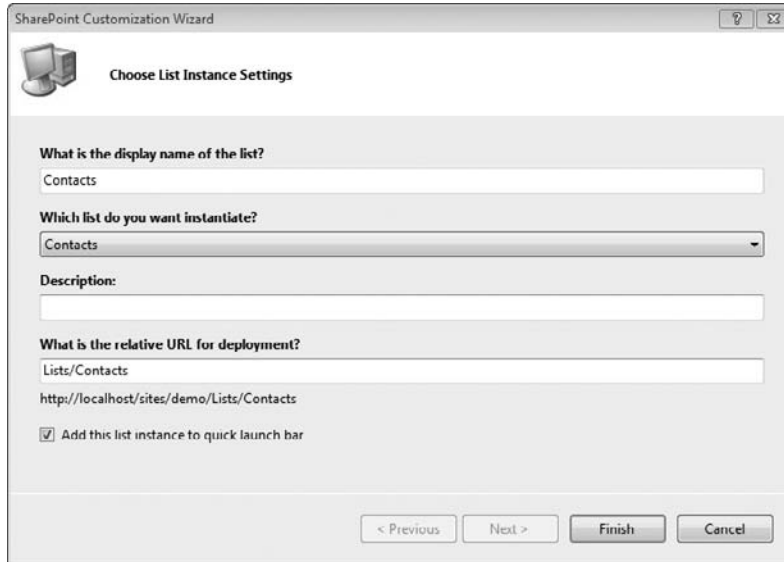 SharePoint Customization Wizard
Choose List Instance Settings
What is the display name of the list?
Contacts
Which list do you want instantiate?
Contacts
Description:
What is the relative URL for deployment?
Lists/Contacts
http://localhost/sites/demo/Lists/Contacts
Add this list instance to quick launch bar
< Previous
Next >
Finish
Cancel